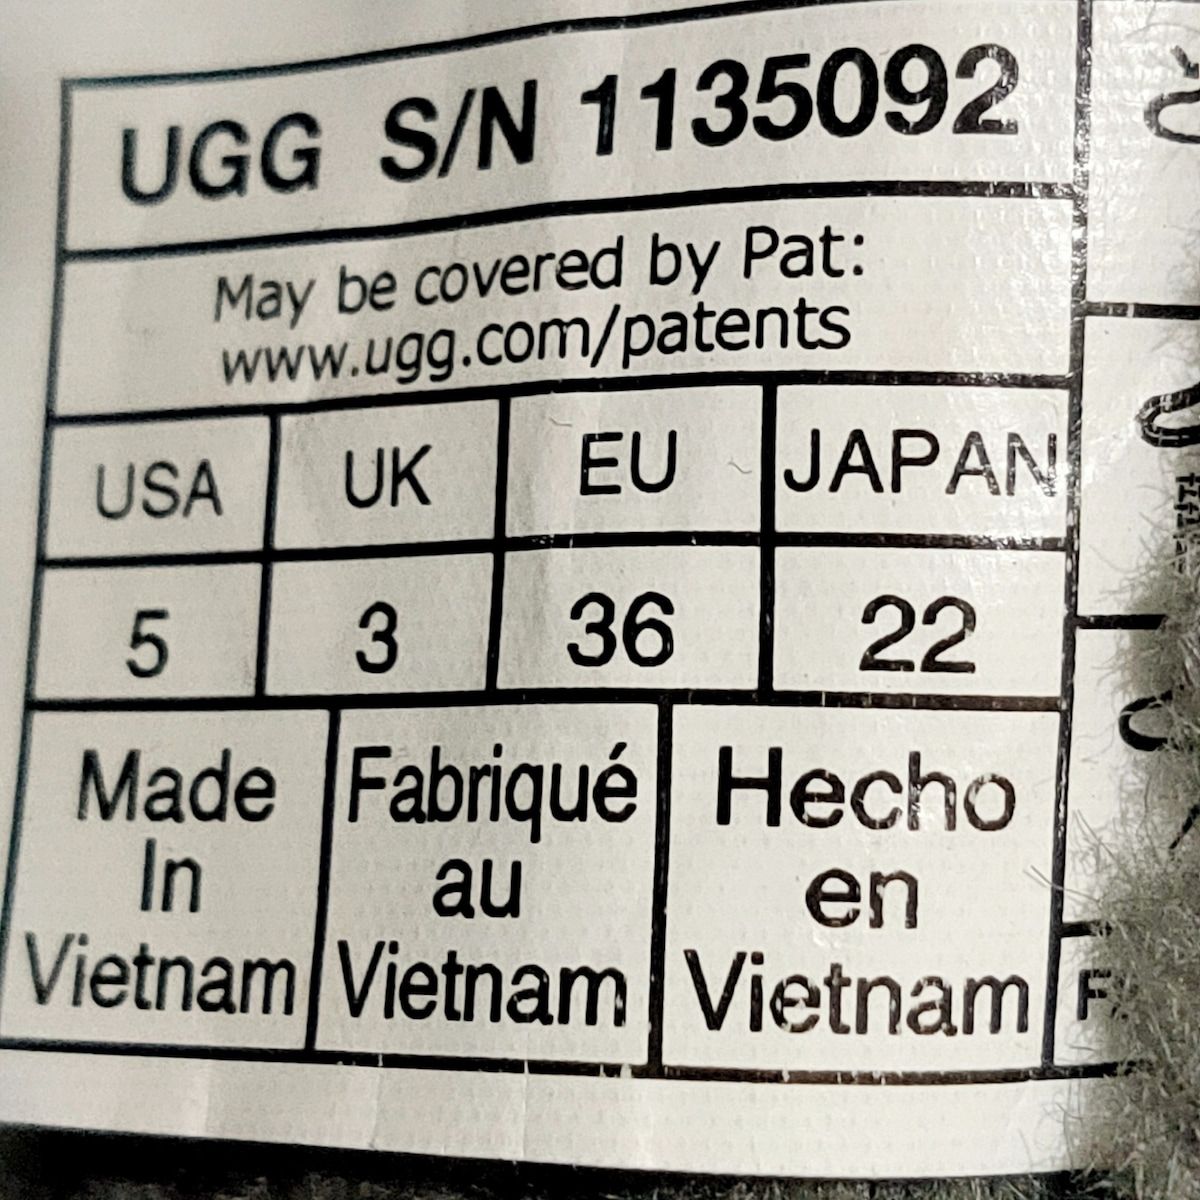 UGG S/N 1135092
May be covered by Pat:
www.ugg.com/patents
USA UK EU JAPAN
5 3 36 22
Made
In
Vietnam
Fabriqué
au
Vietnam
Hecho
en
Vietnam